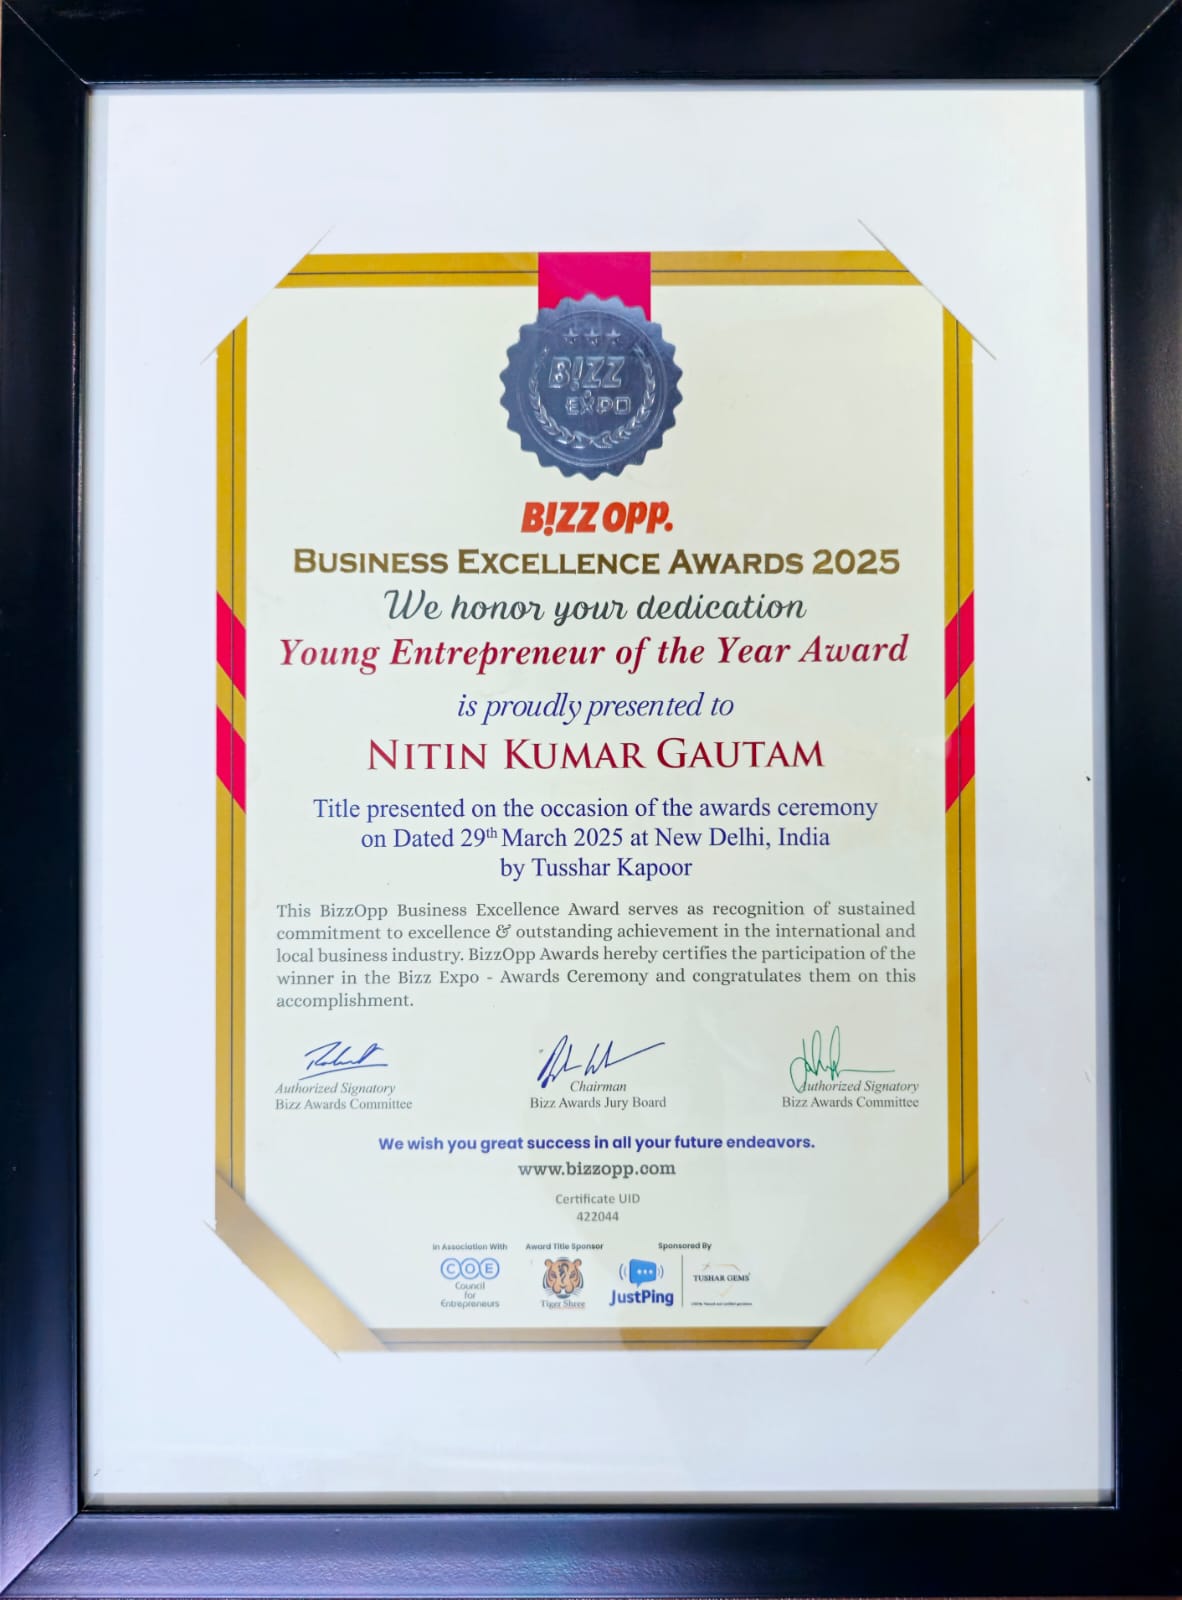 B!ZZ
EXPO
B!ZZ OPP.
BUSINESS EXCELLENCE AWARDS 2025
We honor your dedication
Young Entrepreneur of the Year Award
is proudly presented to
NITIN KUMAR GAUTAM
Title presented on the occasion of the awards ceremony
on Dated 29th March 2025 at New Delhi, India
by Tusshar Kapoor
This BizzOpp Business Excellence Award serves as recognition of sustained
commitment to excellence & outstanding achievement in the international and
local business industry. BizzOpp Awards hereby certifies the participation of the
winner in the Bizz Expo - Awards Ceremony and congratulates them on this
accomplishment.
Authorized Signatory
Bizz Awards Committee
Chairman
Bizz Awards Jury Board
Authorized Signatory
Bizz Awards Committee
We wish you great success in all your future endeavors.
www.bizzopp.com
Certificate UID
422044
In Association With
COE
Council
for
Entrepreneurs
Award Title Sponsor
Tiger Shree
Sponsored By
JustPing
TUSHAR GEMS